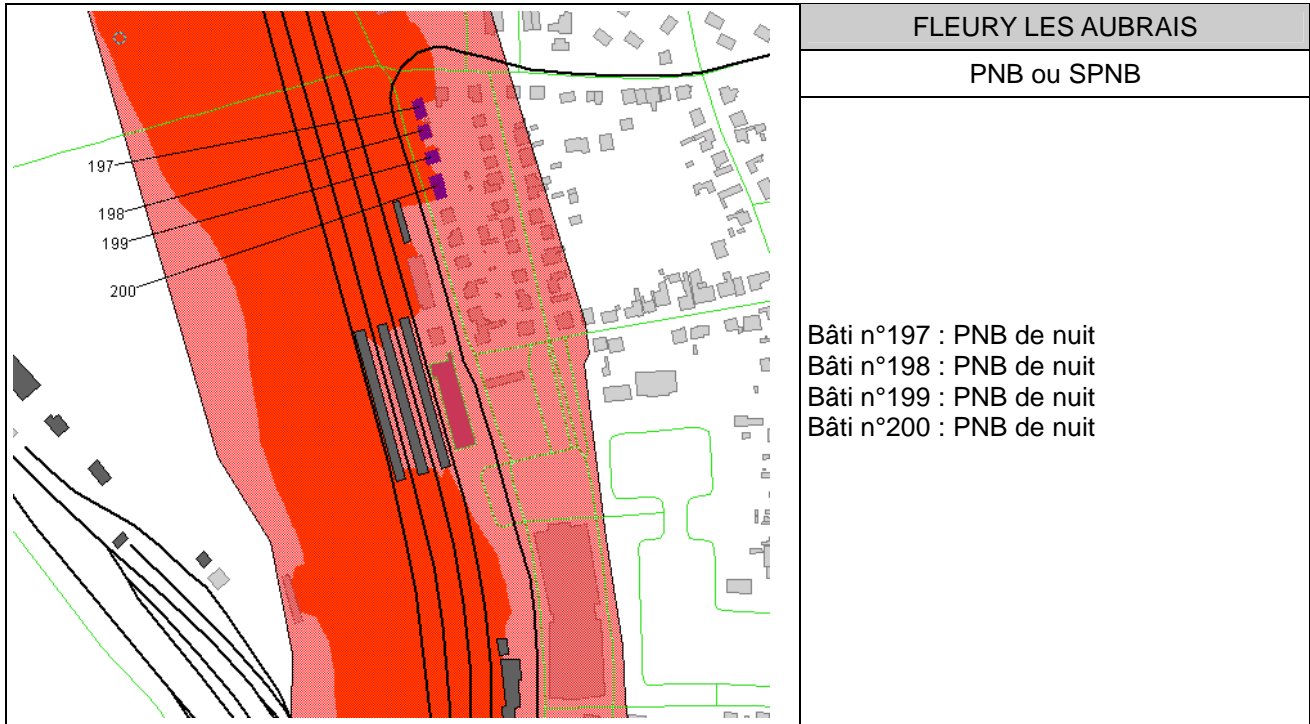 FLEURY LES AUBRAIS
PNB ou SPNB
197
198
199
200
Bâti n°197 : PNB de nuit
Bâti n°198 : PNB de nuit
Bâti n°199 : PNB de nuit
Bâti n°200 : PNB de nuit